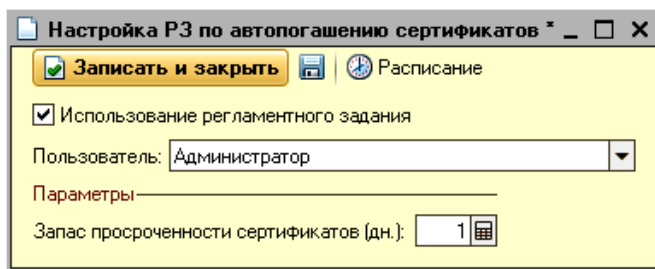 Настройка РЗ по автопогашению сертификатов *
Записать и закрыть Расписание
Использование регламентного задания
Пользователь: Администратор
Параметры
Запас просроченности сертификатов (дн.): 1